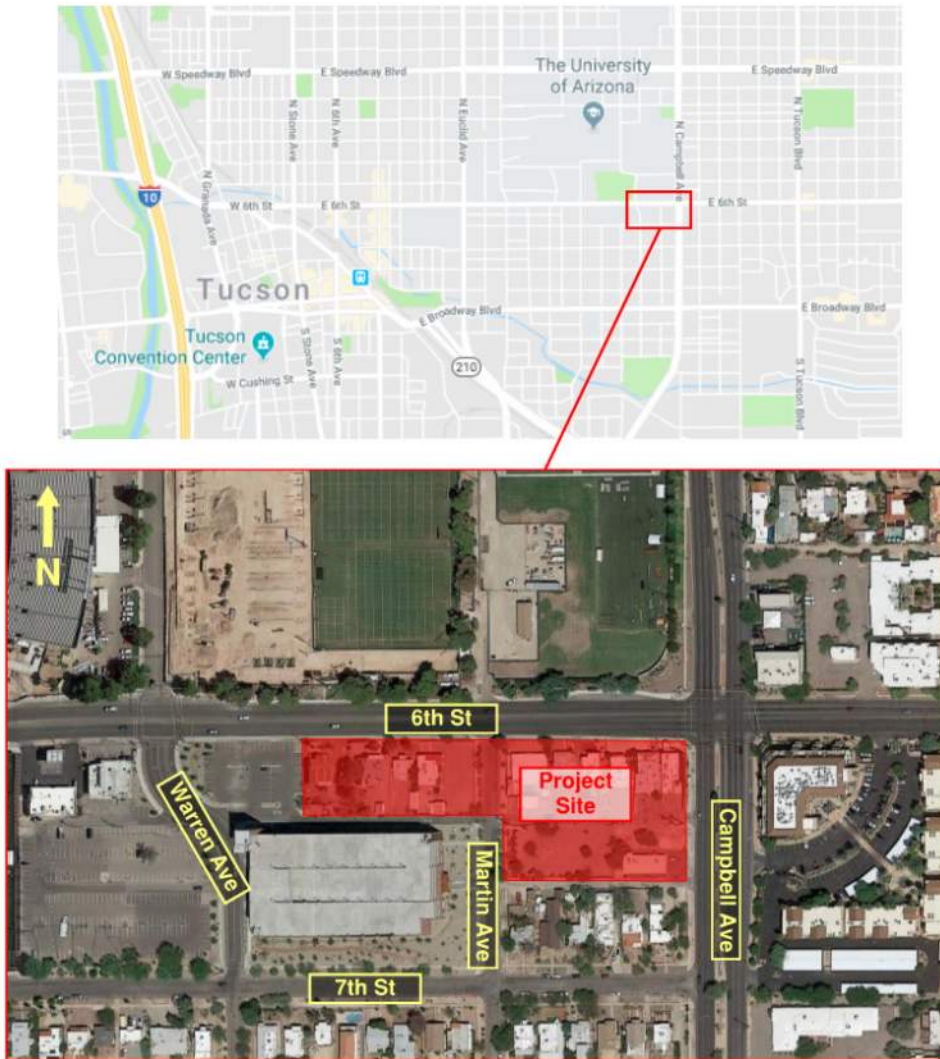 W Speedway Blvd
E Speedway Blvd
E Speedway Blvd
The University
of Arizona
N Stone Ave
N 6th Ave
N Euclid Ave
N Campbell Ave
N Tucson Blvd
N Granada Ave
10
W 6th St
E 6th St
E 6th St
Tucson
E Broadway Blvd
E Broadway Blvd
Tucson
Convention Center
S Stone Ave
S 6th Ave
210
W Cushing St
S Tucson Blvd
N
6th St
Project
Site
Warren Ave
Martin Ave
Campbell Ave
7th St